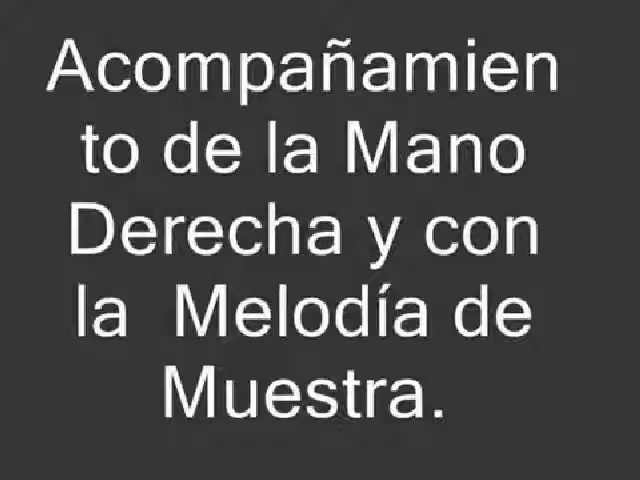 Acompañamien
to de la Mano
Derecha y con
la  Melodía de
Muestra.